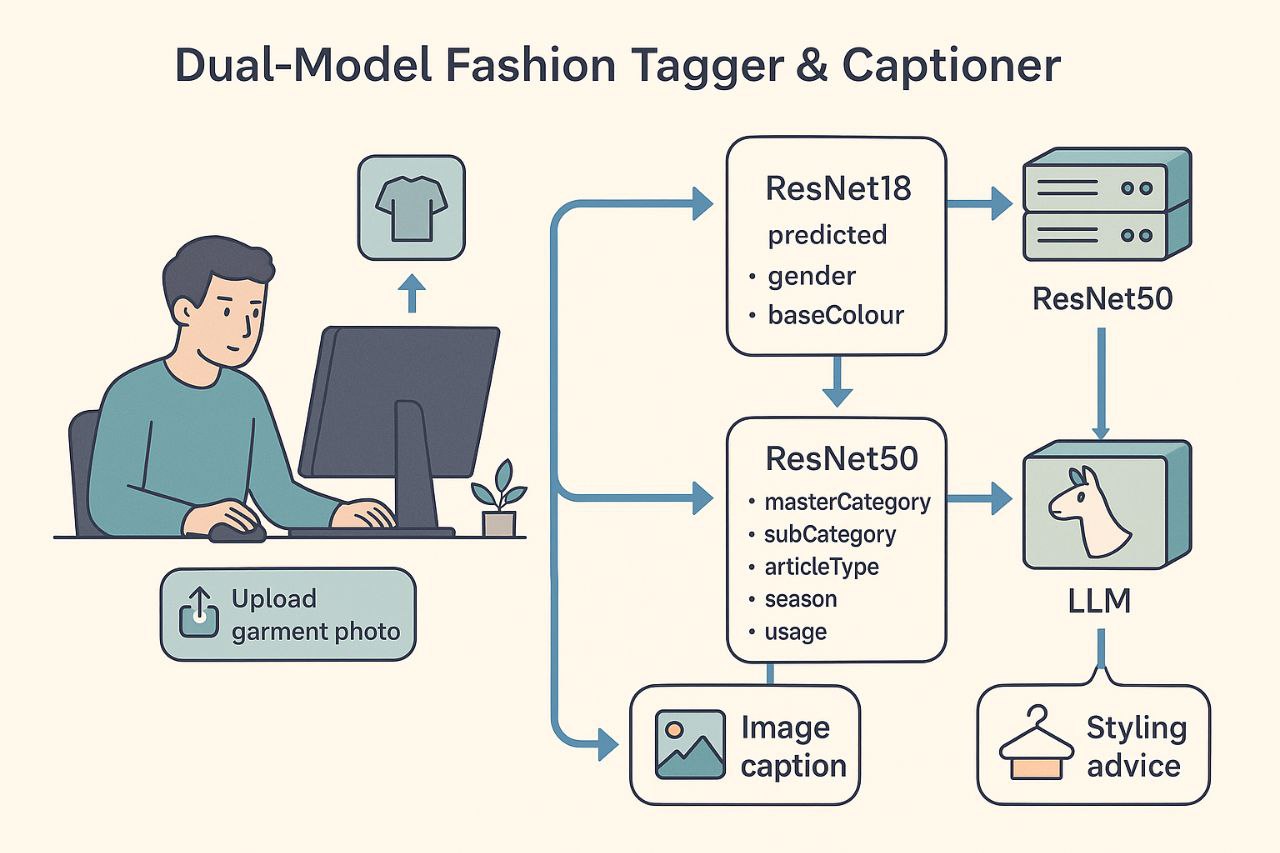 Dual-Model Fashion Tagger & Captioner
Upload
garment photo
ResNet18
predicted
• gender
• baseColour
ResNet50
ResNet50
• masterCategory
• subCategory
• articleType
• season
• usage
LLM
Image
caption
Styling
advice